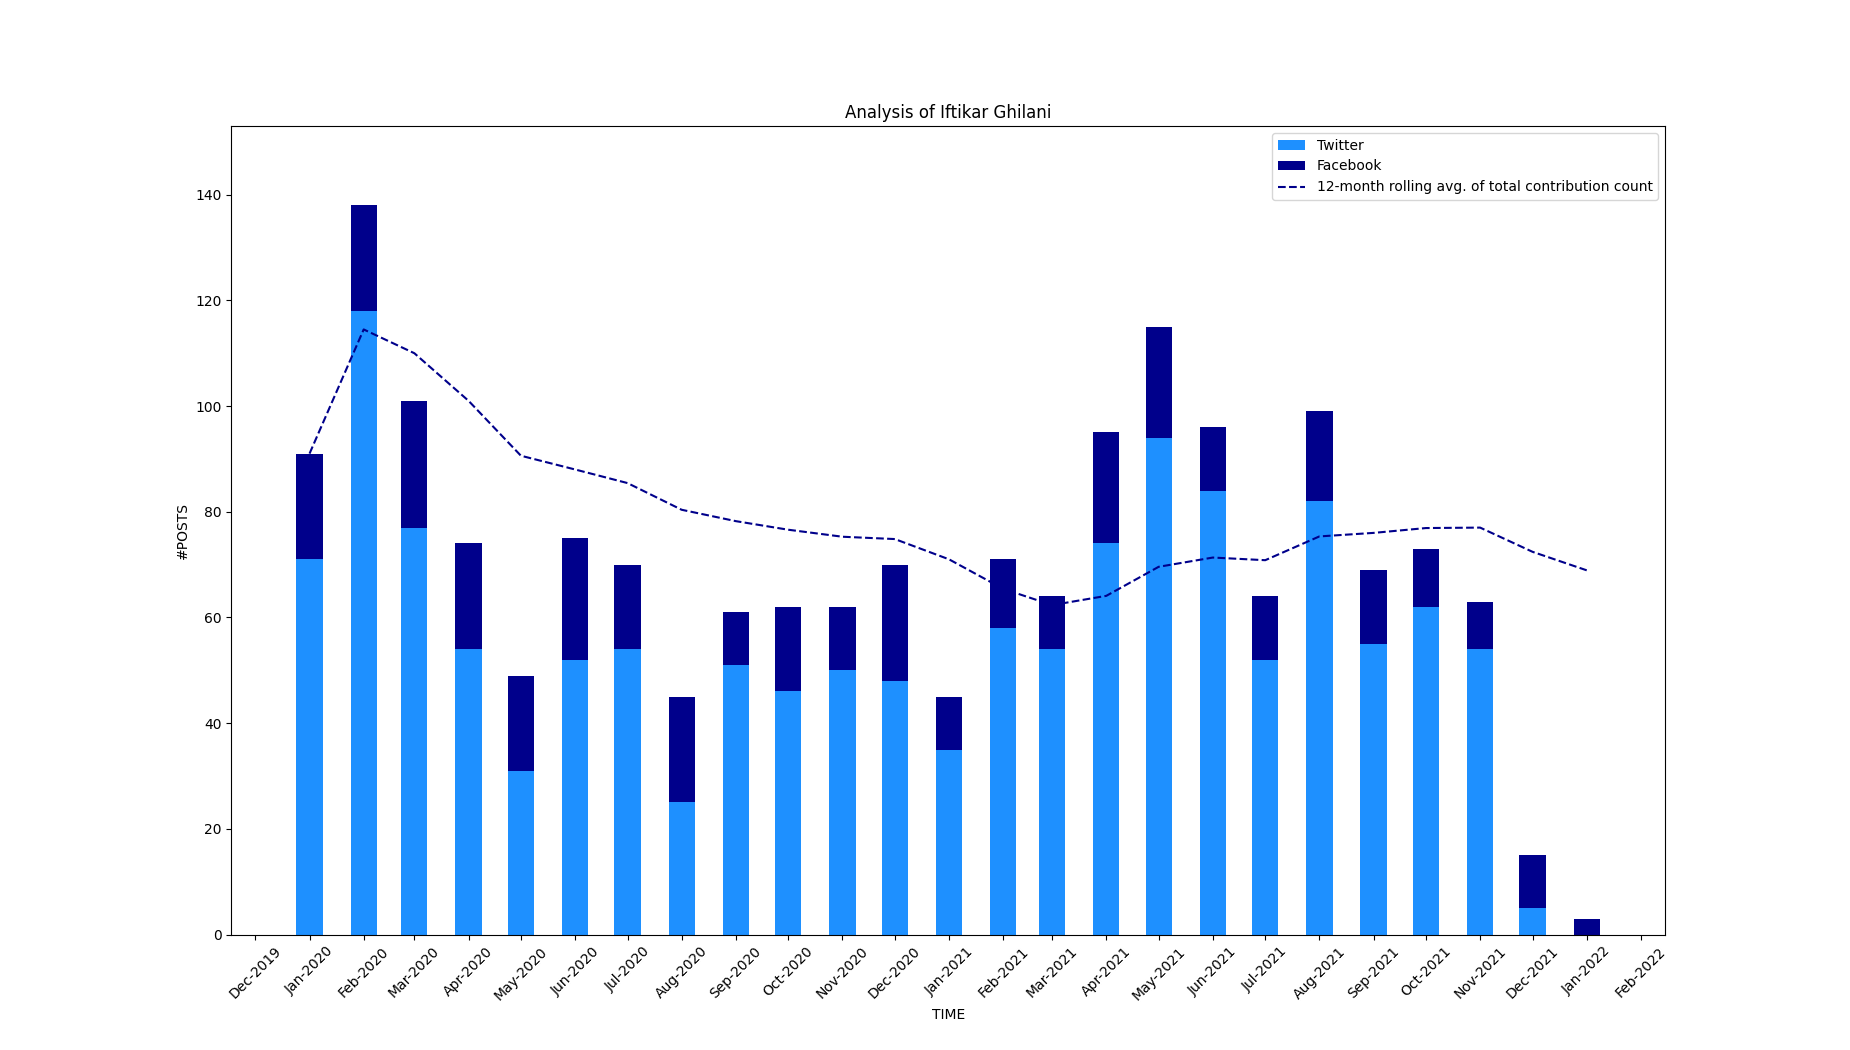 Analysis of Iftikar Ghilani
Twitter
Facebook
12-month rolling avg. of total contribution count
#POSTS
140
120
100
80
60
40
20
0
Dec-2019
Jan-2020
Feb-2020
Mar-2020
Apr-2020
May-2020
Jun-2020
Jul-2020
Aug-2020
Sep-2020
Oct-2020
Nov-2020
Dec-2020
Jan-2021
Feb-2021
Mar-2021
Apr-2021
May-2021
Jun-2021
Jul-2021
Aug-2021
Sep-2021
Oct-2021
Nov-2021
Dec-2021
Jan-2022
Feb-2022
TIME